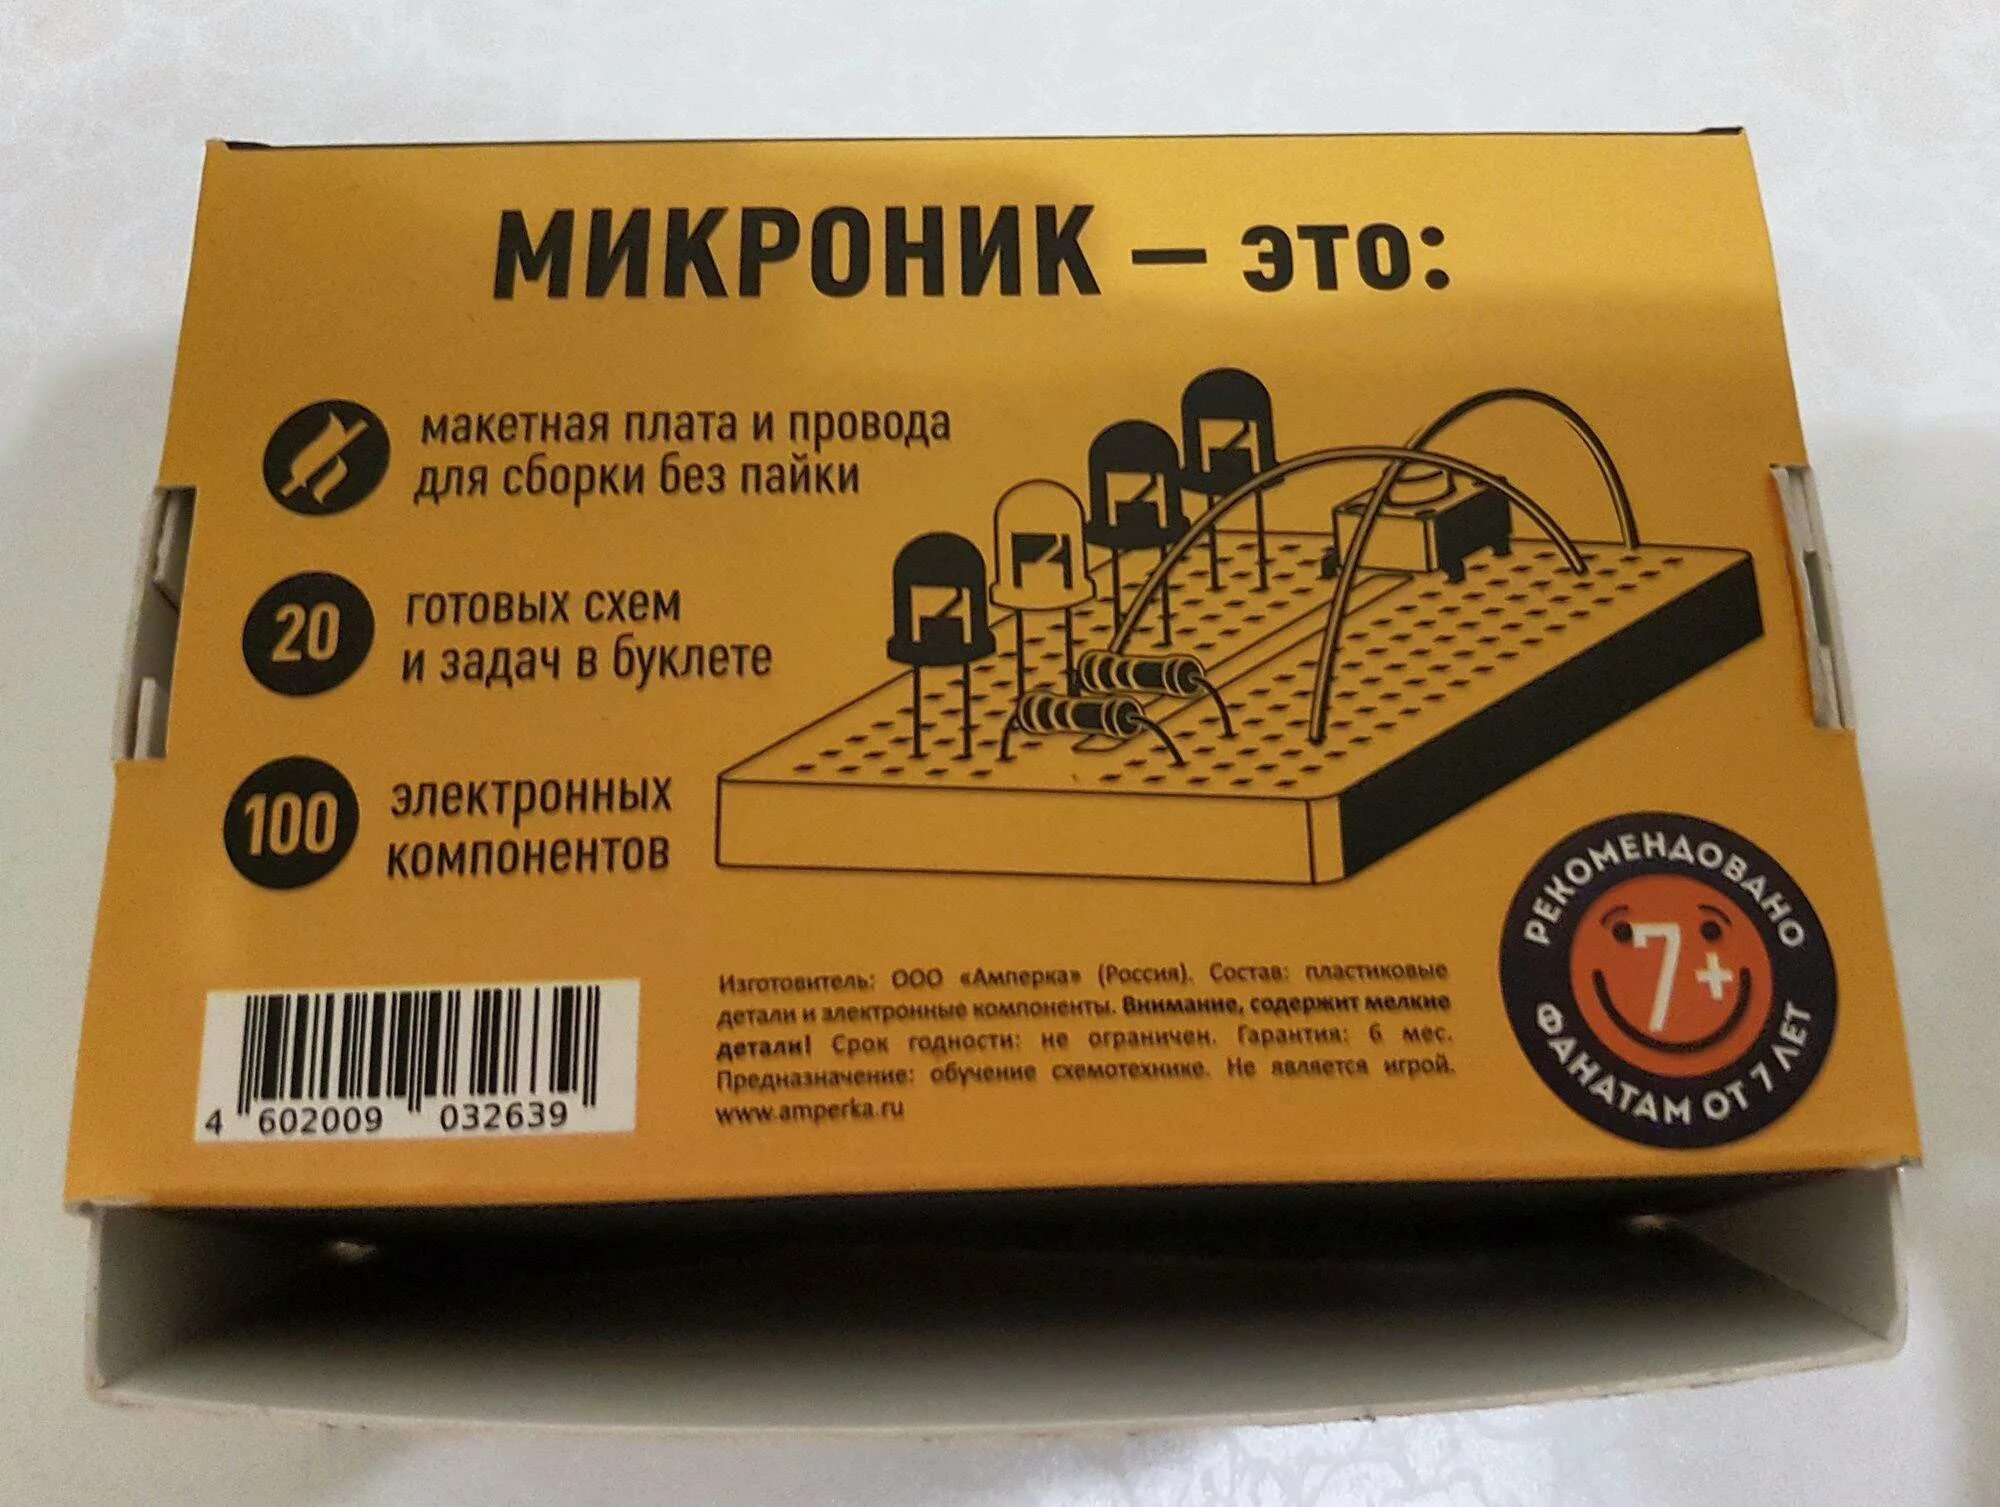 МИКРОНИК – это:
макетная плата и провода
для сборки без пайки
20
готовых схем
и задач в буклете
100
электронных
компонентов
РЕКОМЕНДОВАНО
7+
ФАНАТАМ ОТ 7 ЛЕТ
Изготовитель: ООО «Амперка» (Россия). Состав: пластиковые
детали и электронные компоненты. Внимание, содержит мелкие
детали! Срок годности: не ограничен. Гарантия: 6 мес.
Предназначение: обучение схемотехнике. Не является игрой.
www.amperka.ru
4 602009 032639